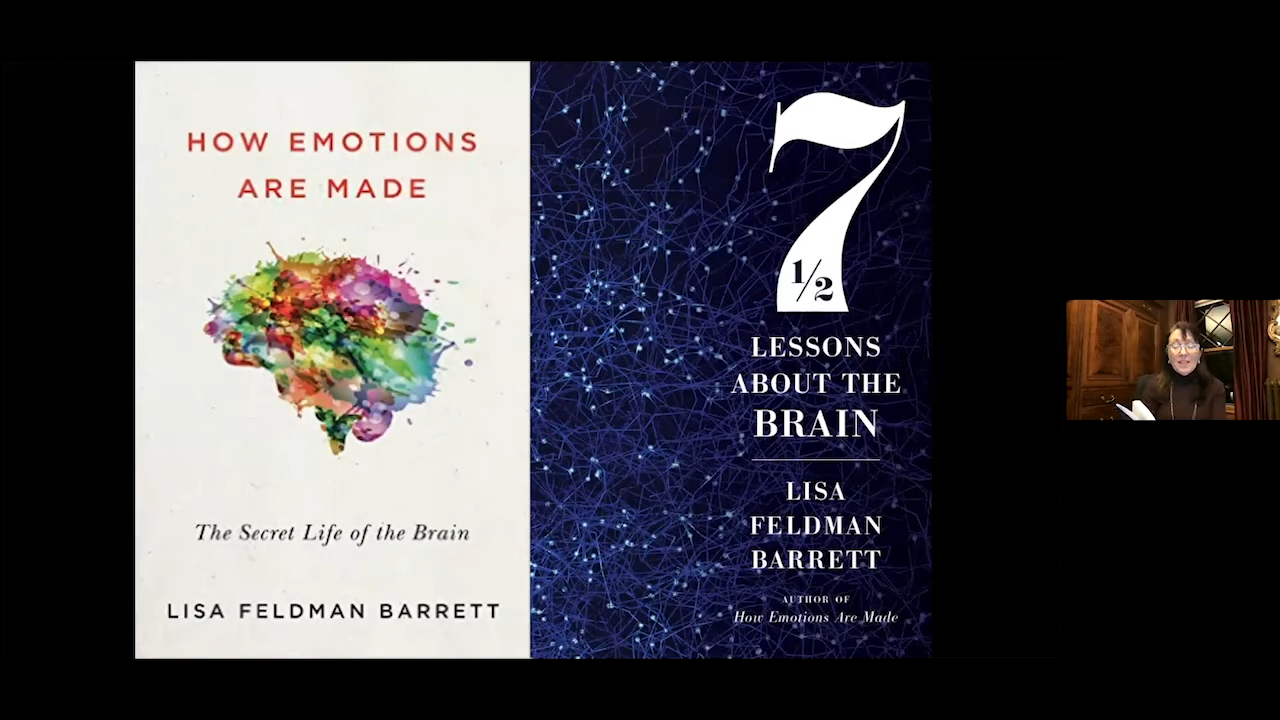 HOW EMOTIONS
ARE MADE
The Secret Life of the Brain
LISA FELDMAN BARRETT
7
1/2
LESSONS
ABOUT THE
BRAIN
LISA
FELDMAN
BARRETT
AUTHOR OF
How Emotions Are Made